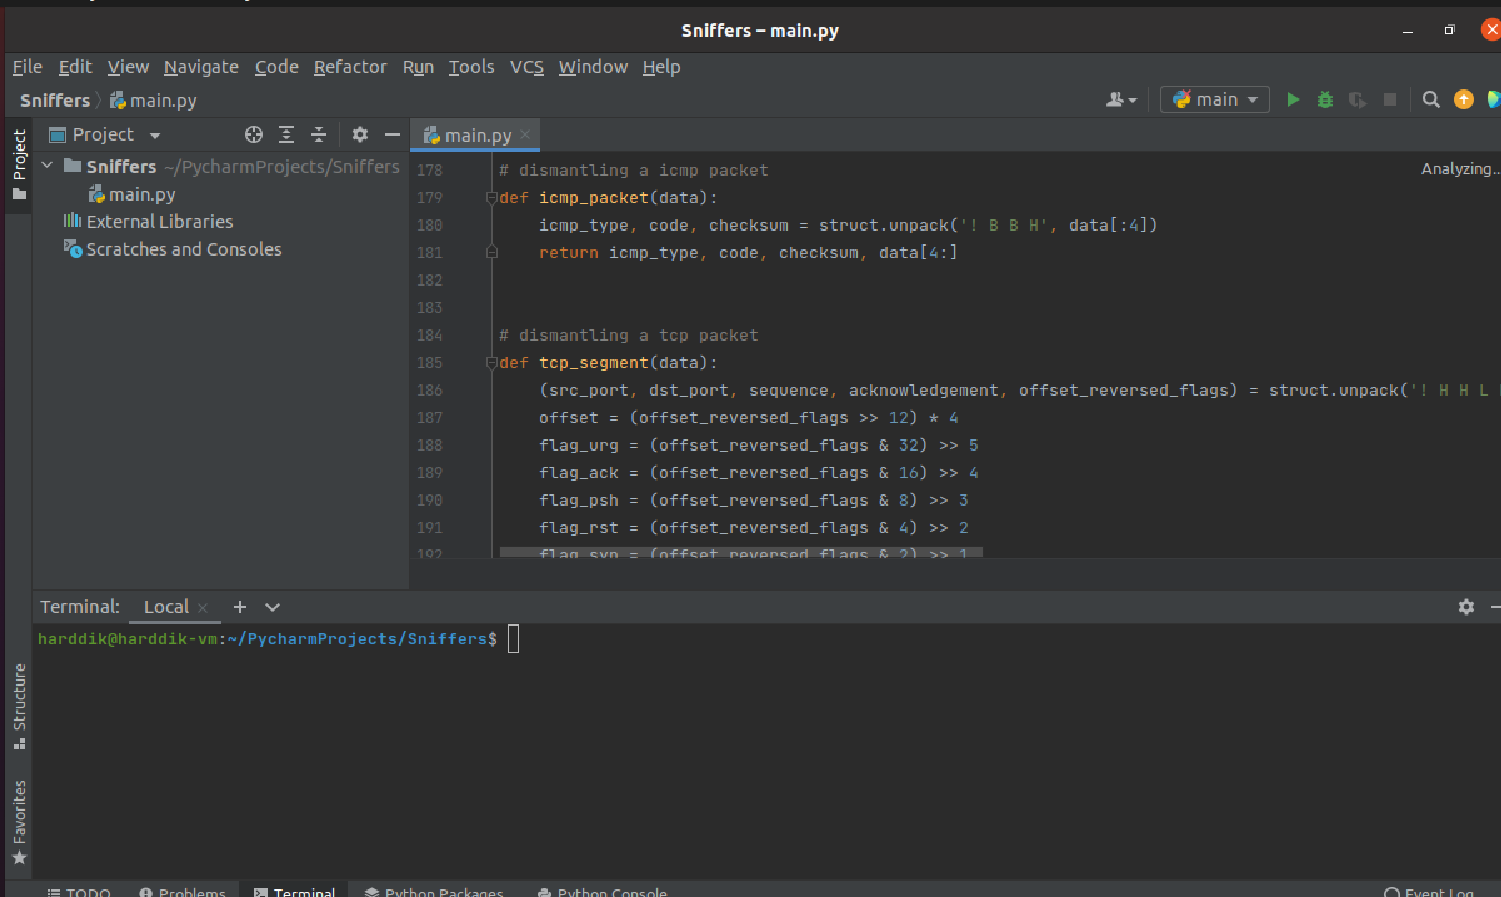 Sniffers – main.py
File Edit View Navigate Code Refactor Run Tools VCS Window Help
Sniffers main.py
main
Project
Project
main.py
Sniffers ~/PycharmProjects/Sniffers
main.py
External Libraries
Scratches and Consoles
Analyzing...
178 # dismantling a icmp packet
179 def icmp_packet(data):
180 icmp_type, code, checksum = struct.unpack('! B B H', data[:4])
181 return icmp_type, code, checksum, data[4:]
182
183
184 # dismantling a tcp packet
185 def tcp_segment(data):
186 (src_port, dst_port, sequence, acknowledgement, offset_reversed_flags) = struct.unpack('! H H L
187 offset = (offset_reversed_flags >> 12) * 4
188 flag_urg = (offset_reversed_flags & 32) >> 5
189 flag_ack = (offset_reversed_flags & 16) >> 4
190 flag_psh = (offset_reversed_flags & 8) >> 3
191 flag_rst = (offset_reversed_flags & 4) >> 2
192 flag_syn = (offset_reversed_flags & 2) >> 1
Terminal: Local
harddik@harddik-vm:~/PycharmProjects/Sniffers$
Structure
Favorites
TODO Problems Terminal Python Packages Python Console Event Log